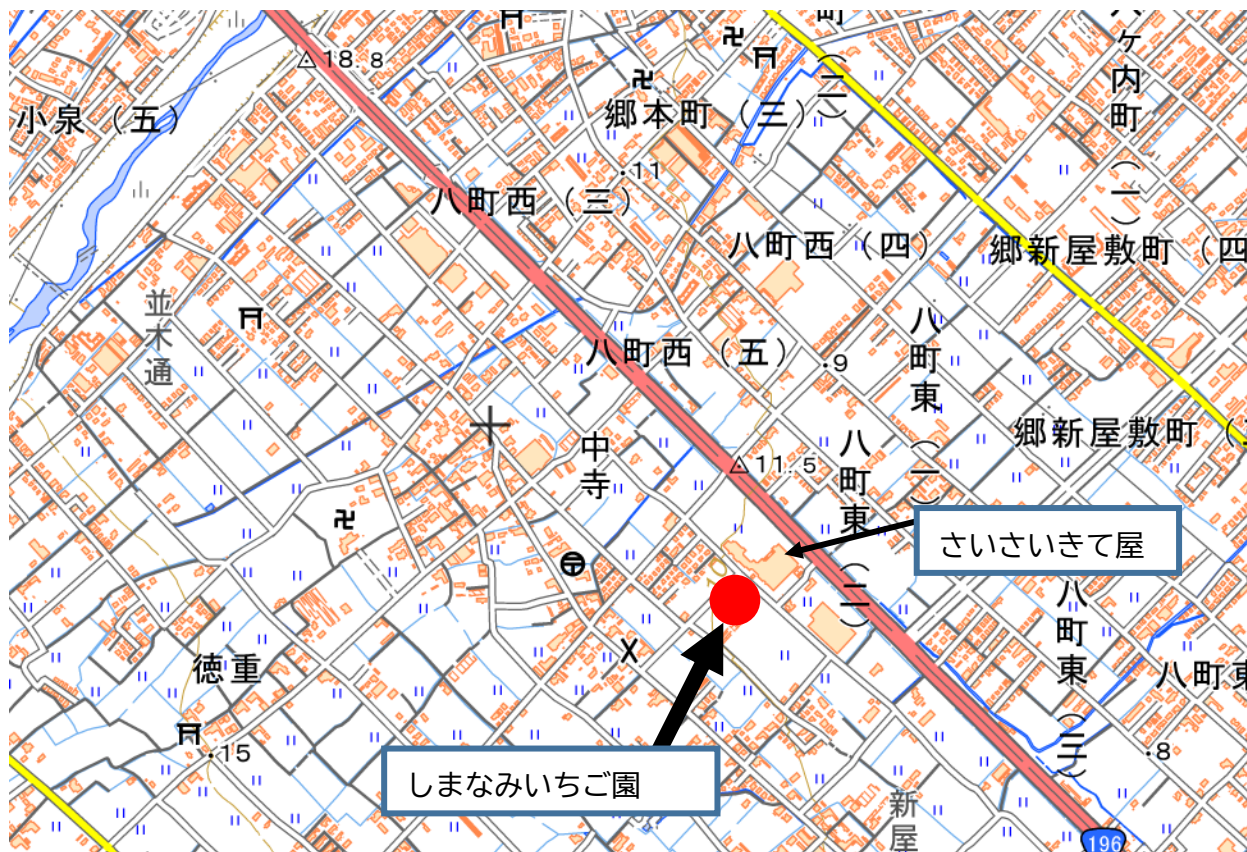 町
18.8
小泉（五）
郷本町（三）
（二）
ヶ内町（一）
11
八町西（三）
八町西（四）
郷新屋敷町（四
並木通
八町西（五）
9
八町東（一）
郷新屋敷町（
中寺
11.5
八町東（二）
さいさいきて屋
10
八町東（三）
八町東
徳重
15
しまなみいちご園
8
新屋
196